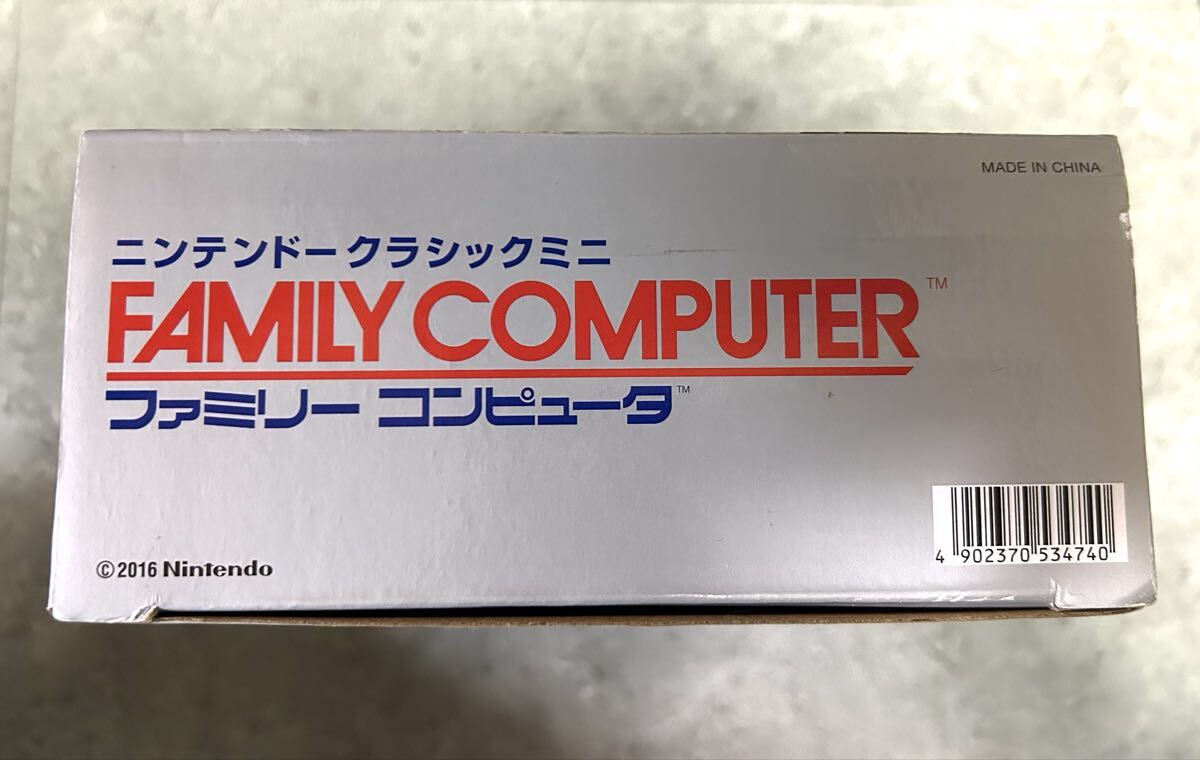 MADE IN CHINA
ニンテンドークラシックミニ
FAMILY COMPUTER™
ファミリー コンピュータ™
©2016 Nintendo
4 902370 534740